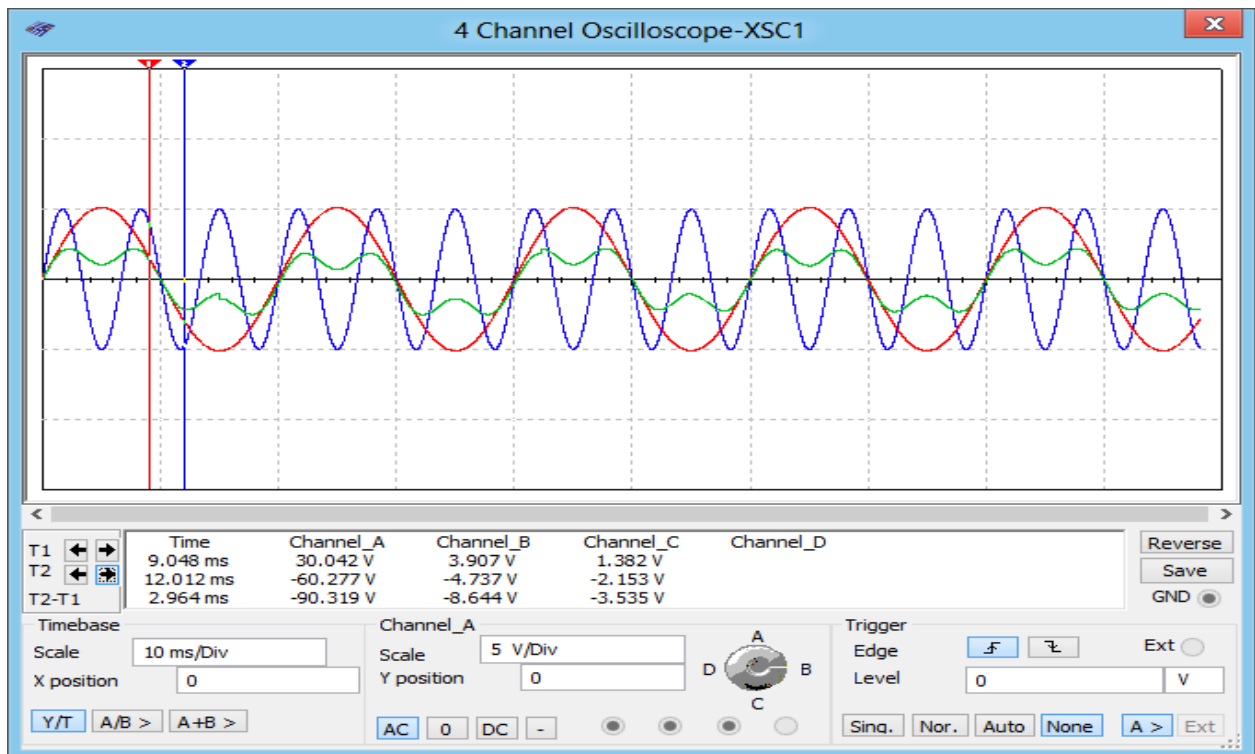 4 Channel Oscilloscope-XSC1
x
1 2
< >
T1 Time Channel_A Channel_B Channel_C Channel_D Reverse
9.048 ms 30.042 V 3.907 V 1.382 V
T2 12.012 ms -60.277 V -4.737 V -2.153 V Save
T2-T1 2.964 ms -90.319 V -8.644 V -3.535 V GND
Timebase Channel_A Trigger
Scale 10 ms/Div Scale 5 V/Div A B C D Edge Ext
X position 0 Y position 0 Level 0 V
Y/T A/B > A+B > AC 0 DC - Sing. Nor. Auto None A > Ext